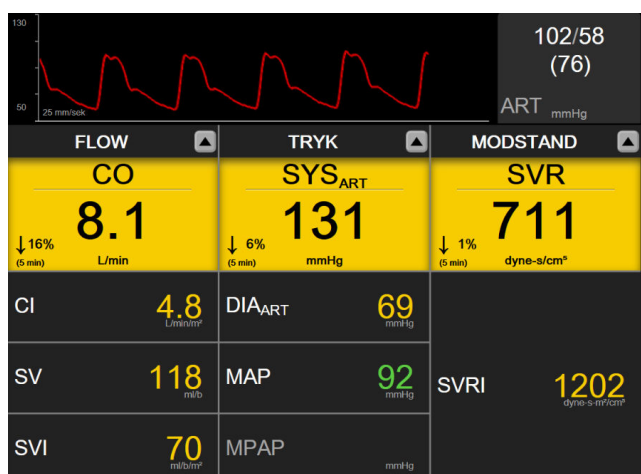 130
102/58
(76)
50
25 mm/sek
ART mmHg
FLOW
TRYK
MODSTAND
CO
SYSART
SVR
8.1
131
711
↓16%
(5 min)
L/min
↓ 6%
(5 min)
mmHg
↓ 1%
(5 min)
dyne-s/cm⁵
CI
4.8
L/min/m²
DIAART
69
mmHg
SV
118
ml/b
MAP
92
mmHg
SVRI
1202
dyne-s-m²/cm⁵
SVI
70
ml/b/m²
MPAP
mmHg